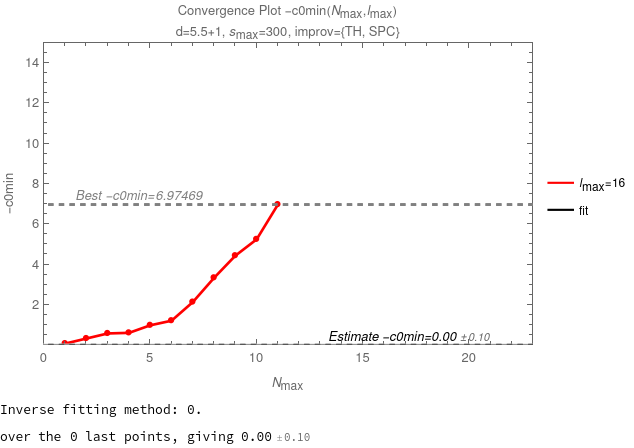 Convergence Plot −c0min(Nmax,lmax)
d=5.5+1, smax=300, improv={TH, SPC}
14
12
10
8
6
4
2
−c0min
Best −c0min=6.97469
lmax=16
fit
Estimate −c0min=0.00 ±0.10
0 5 10 15 20
Nmax
Inverse fitting method: 0.
over the 0 last points, giving 0.00 ±0.10